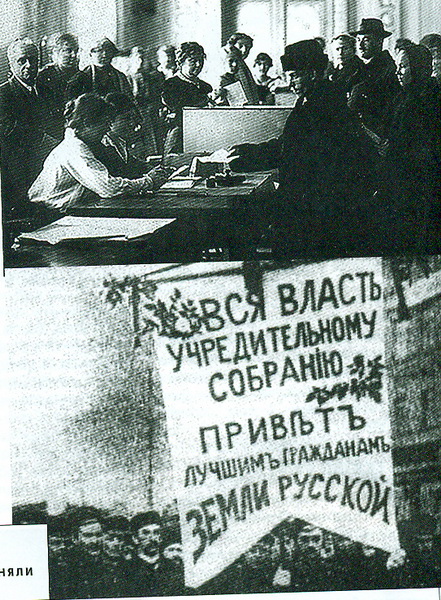 ВСЯ ВЛАСТЬ
УЧРЕДИТЕЛЬНОМУ
СОБРАНІЮ
ПРИВѢТЪ
ЛУЧШИМЪ ГРАЖДАНАМЪ
ЗЕМЛИ РУССКОЙ
НЯЛИ